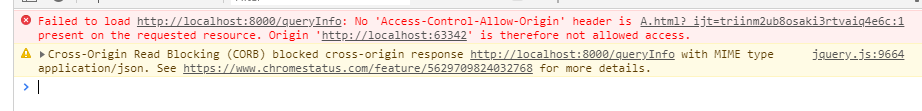 Failed to load http://localhost:8000/queryInfo: No 'Access-Control-Allow-Origin' header is A.html?_ijt=triinm2ub8osaki3rtvaiq4e6c:1
present on the requested resource. Origin 'http://localhost:63342' is therefore not allowed access.
Cross-Origin Read Blocking (CORB) blocked cross-origin response http://localhost:8000/queryInfo with MIME type jquery.js:9664
application/json. See https://www.chromestatus.com/feature/5629709824032768 for more details.